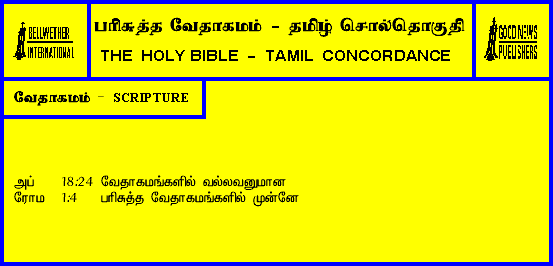 BELLWETHER
INTERNATIONAL
பரிசுத்த வேதாகமம் - தமிழ் சொல்தொகுதி
THE HOLY BIBLE - TAMIL CONCORDANCE
GOOD NEWS
PUBLISHERS
வேதாகமம் - SCRIPTURE
அப் 18:24 வேதாகமங்களில் வல்லவனுமான
ரோம 1:4 பரிசுத்த வேதாகமங்களில் முன்னே